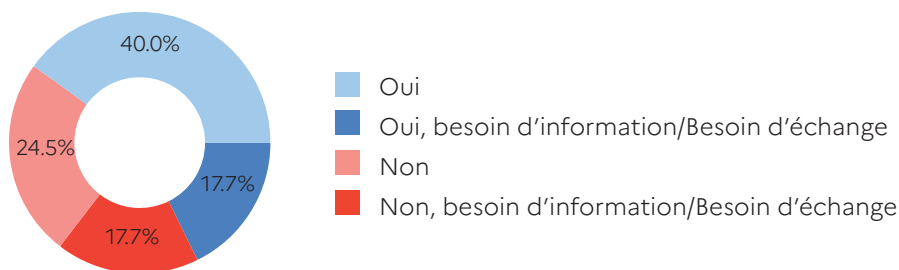 40.0%
24.5%
17.7%
17.7%
Oui
Oui, besoin d’information/Besoin d’échange
Non
Non, besoin d’information/Besoin d’échange